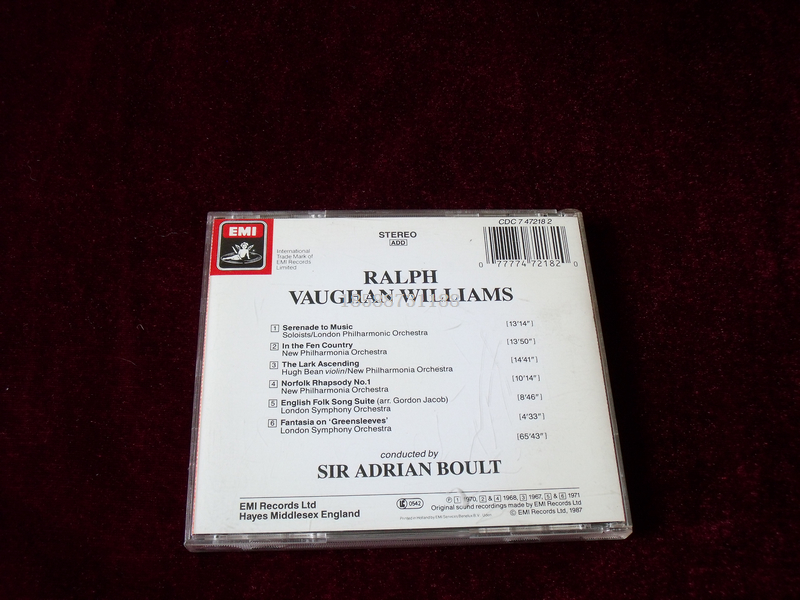 CDC 7 47218 2
EMI
STEREO
ADD
International
Trade Mark of
EMI Records
Limited
0 77774 72182 0
RALPH
VAUGHAN WILLIAMS
1 Serenade to Music [13'14"]
Soloists/London Philharmonic Orchestra
2 In the Fen Country [13'50"]
New Philharmonia Orchestra
3 The Lark Ascending [14'41"]
Hugh Bean violin/New Philharmonia Orchestra
4 Norfolk Rhapsody No.1 [10'14"]
New Philharmonia Orchestra
5 English Folk Song Suite (arr. Gordon Jacob) [8'46"]
London Symphony Orchestra
6 Fantasia on ‘Greensleeves’ [4'33"]
London Symphony Orchestra
[65'43"]
conducted by
SIR ADRIAN BOULT
EMI Records Ltd
Hayes Middlesex England
LC 0542
℗ 1 1970, 2 & 4 1968, 3 1967, 5 & 6 1971
Original sound recordings made by EMI Records Ltd
© EMI Records Ltd, 1987